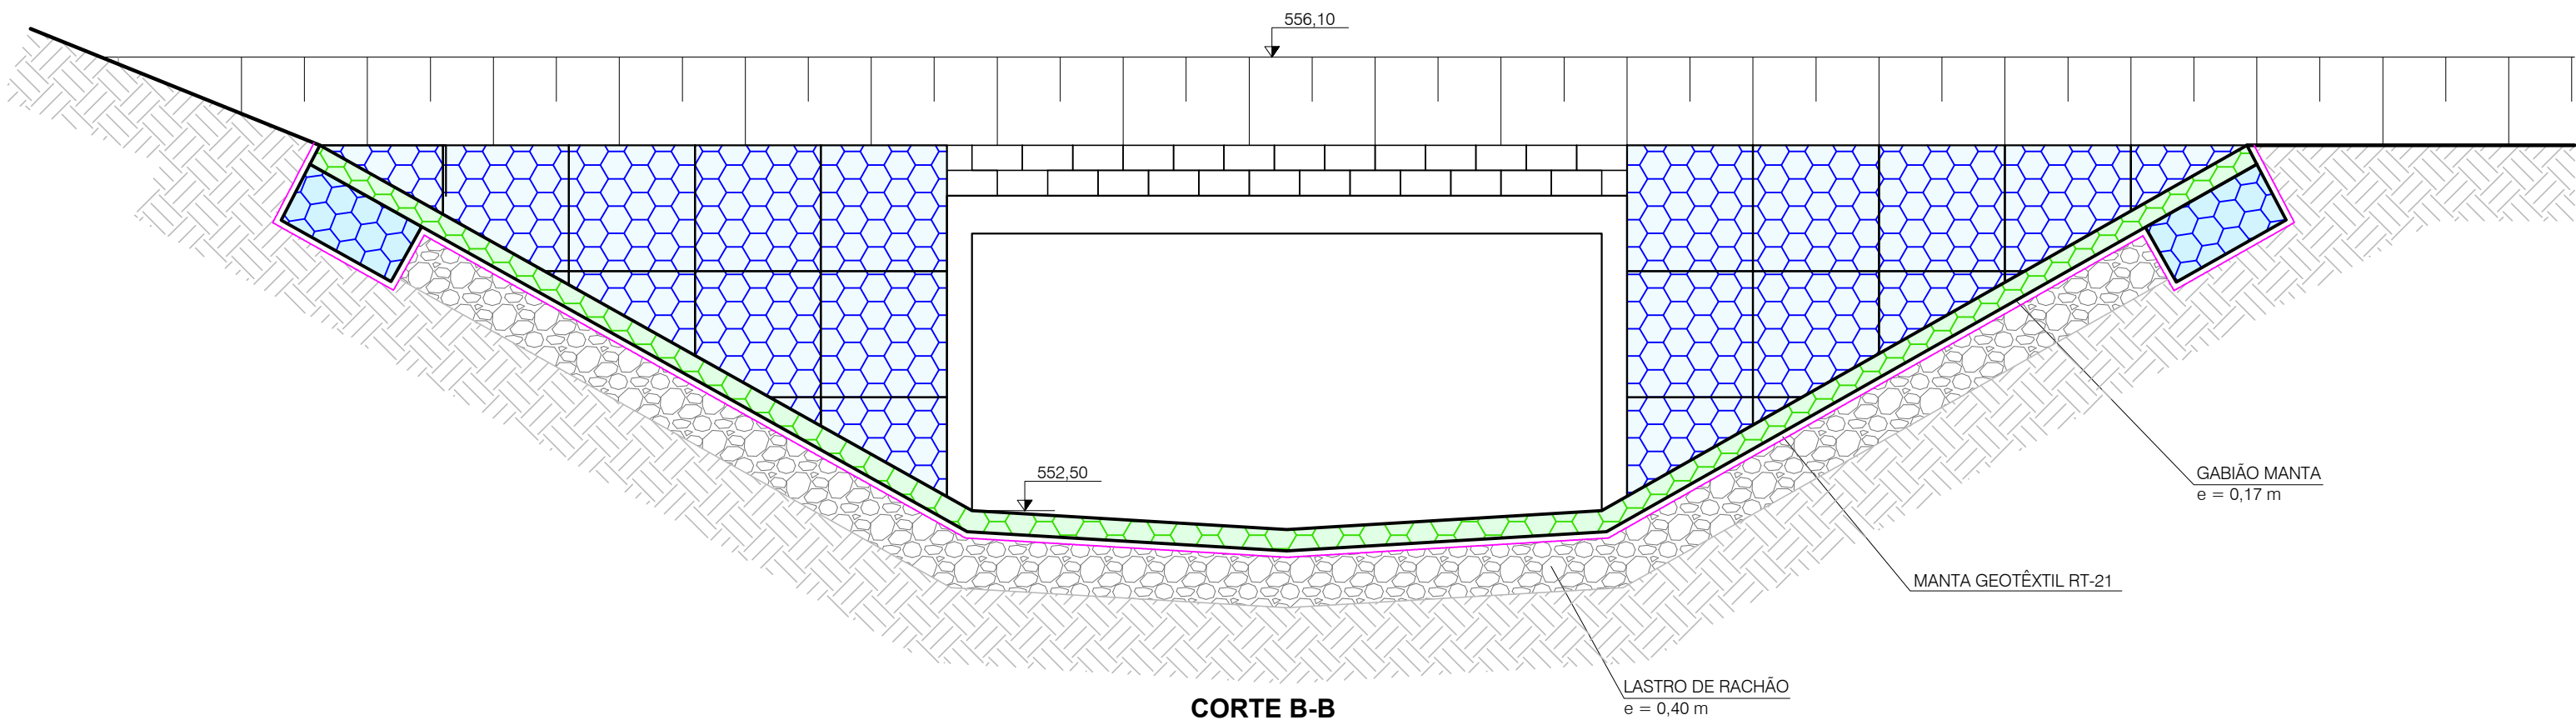 556,10
552,50
GABIÃO MANTA
e = 0,17 m
MANTA GEOTÊXTIL RT-21
LASTRO DE RACHÃO
e = 0,40 m
CORTE B-B